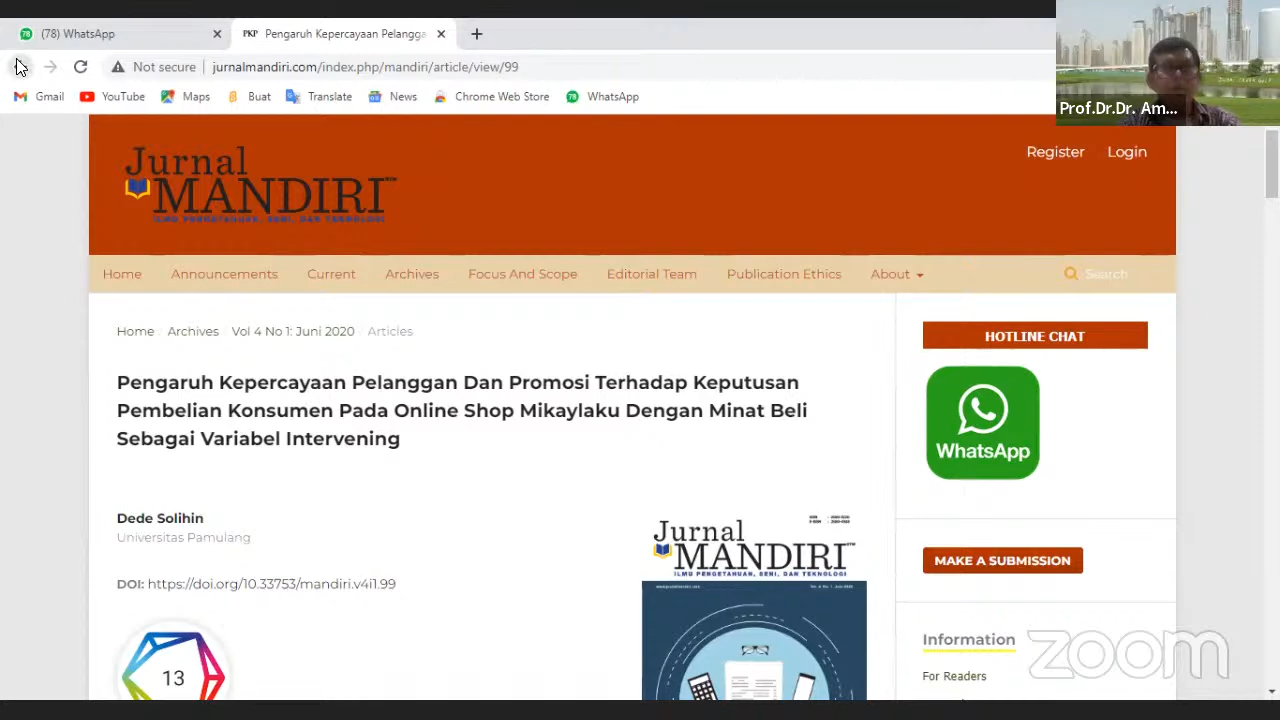 (78) WhatsApp
PKP Pengaruh Kepercayaan Pelangga
Not secure
jurnalmandiri.com/index.php/mandiri/article/view/99
Gmail YouTube Maps Buat Translate News Chrome Web Store WhatsApp
Prof.Dr.Dr. Am...
Register Login
Jurnal
MANDIRI
ILMU PENGETAHUAN, SENI, DAN TEKNOLOGI
Home Announcements Current Archives Focus And Scope Editorial Team Publication Ethics About Search
Home / Archives / Vol 4 No 1: Juni 2020 / Articles
Pengaruh Kepercayaan Pelanggan Dan Promosi Terhadap Keputusan
Pembelian Konsumen Pada Online Shop Mikaylaku Dengan Minat Beli
Sebagai Variabel Intervening
Dede Solihin
Universitas Pamulang
DOI: https://doi.org/10.33753/mandiri.v4i1.99
13
Jurnal
MANDIRI
ILMU PENGETAHUAN, SENI, DAN TEKNOLOGI
HOTLINE CHAT
WhatsApp
MAKE A SUBMISSION
Information
For Readers
zoom